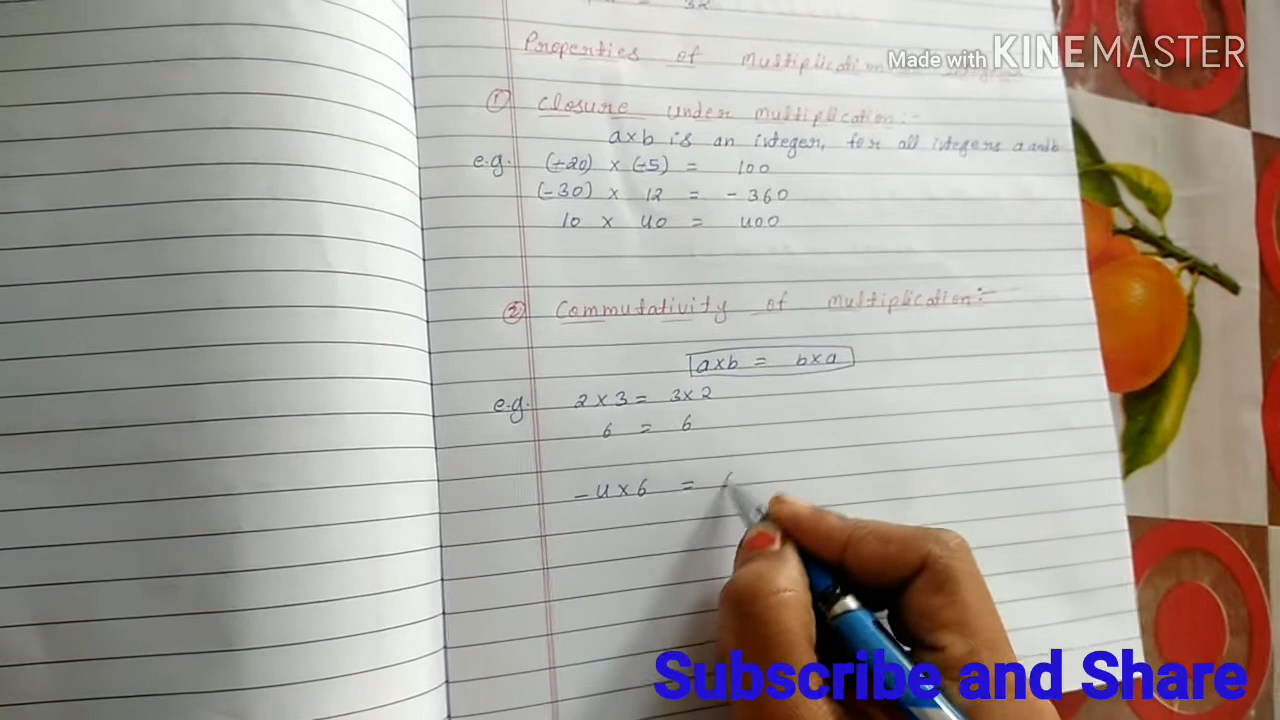 32
Properties of multiplication
Made with KINEMASTER
① Closure under multiplication:-
a×b is an integer, for all integers a and b
e.g. (-20) × (-5) = 100
(-30) × 12 = -360
10 × 40 = 400
② Commutativity of multiplication:-
a×b = b×a
e.g. 2×3 = 3×2
6 = 6
-4×6 =
Subscribe and Share